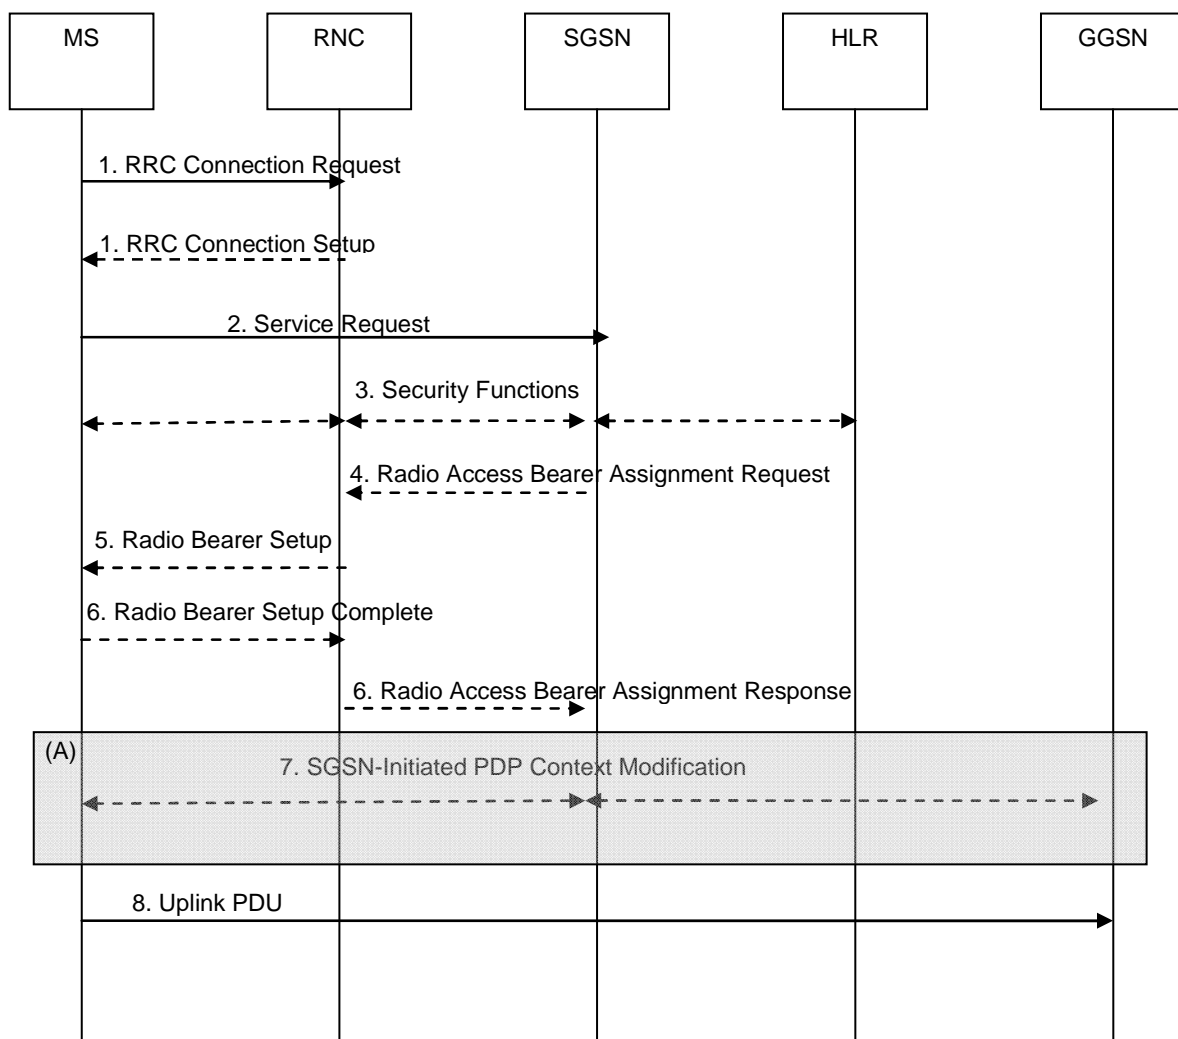 MS
RNC
SGSN
HLR
GGSN
1. RRC Connection Request
1. RRC Connection Setup
2. Service Request
3. Security Functions
4. Radio Access Bearer Assignment Request
5. Radio Bearer Setup
6. Radio Bearer Setup Complete
6. Radio Access Bearer Assignment Response
(A)
7. SGSN-Initiated PDP Context Modification
8. Uplink PDU